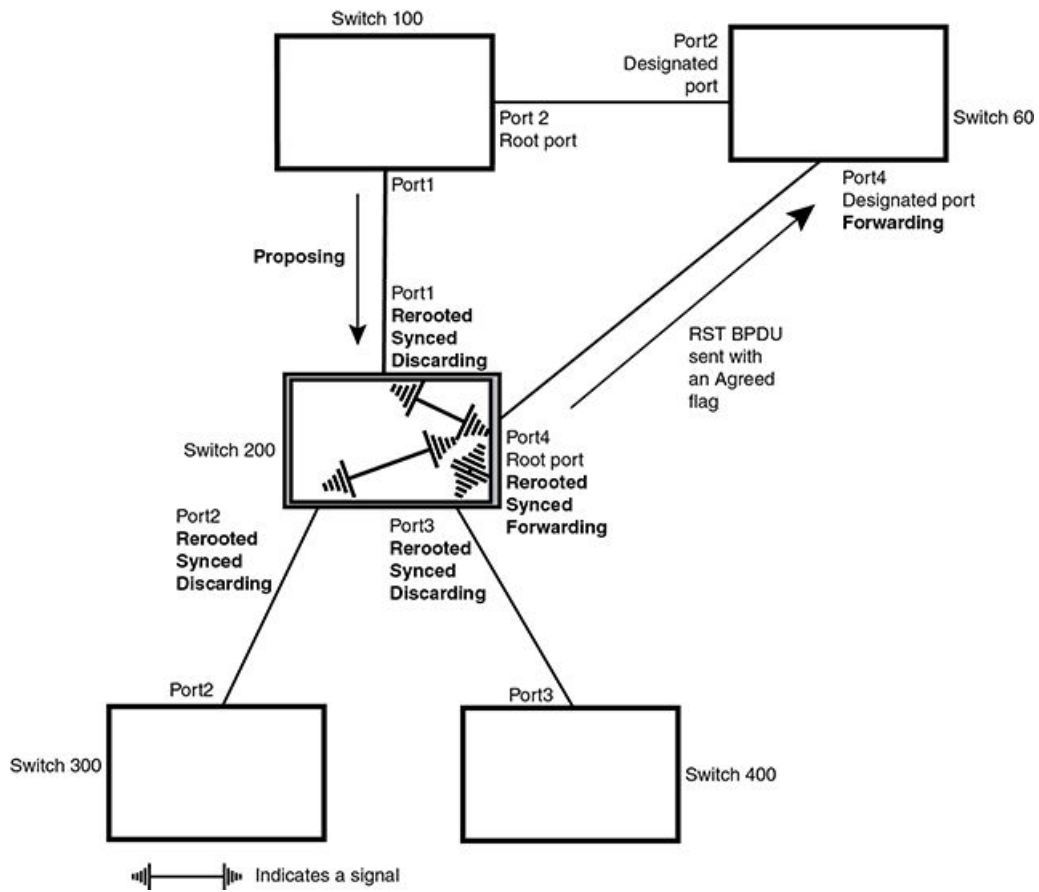 Switch 100
Port2
Designated
port
Port 2
Root port
Switch 60
Port1
Port4
Designated port
Forwarding
Proposing
Port1
Rerooted
Synced
Discarding
RST BPDU
sent with
an Agreed
flag
Switch 200
Port4
Root port
Rerooted
Synced
Forwarding
Port2
Rerooted
Synced
Discarding
Port3
Rerooted
Synced
Discarding
Port2
Port3
Switch 300
Switch 400
Indicates a signal